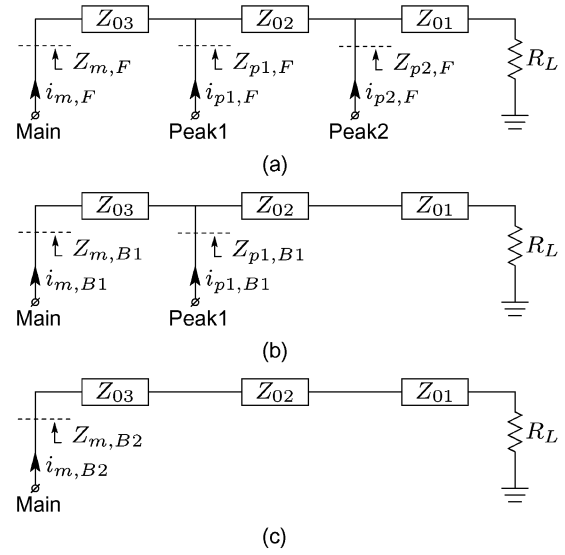 Z03 Z02 Z01
Zm,F Zp1,F Zp2,F RL
im,F ip1,F ip2,F
Main Peak1 Peak2
(a)
Z03 Z02 Z01
Zm,B1 Zp1,B1 RL
im,B1 ip1,B1
Main Peak1
(b)
Z03 Z02 Z01
Zm,B2 RL
im,B2
Main
(c)